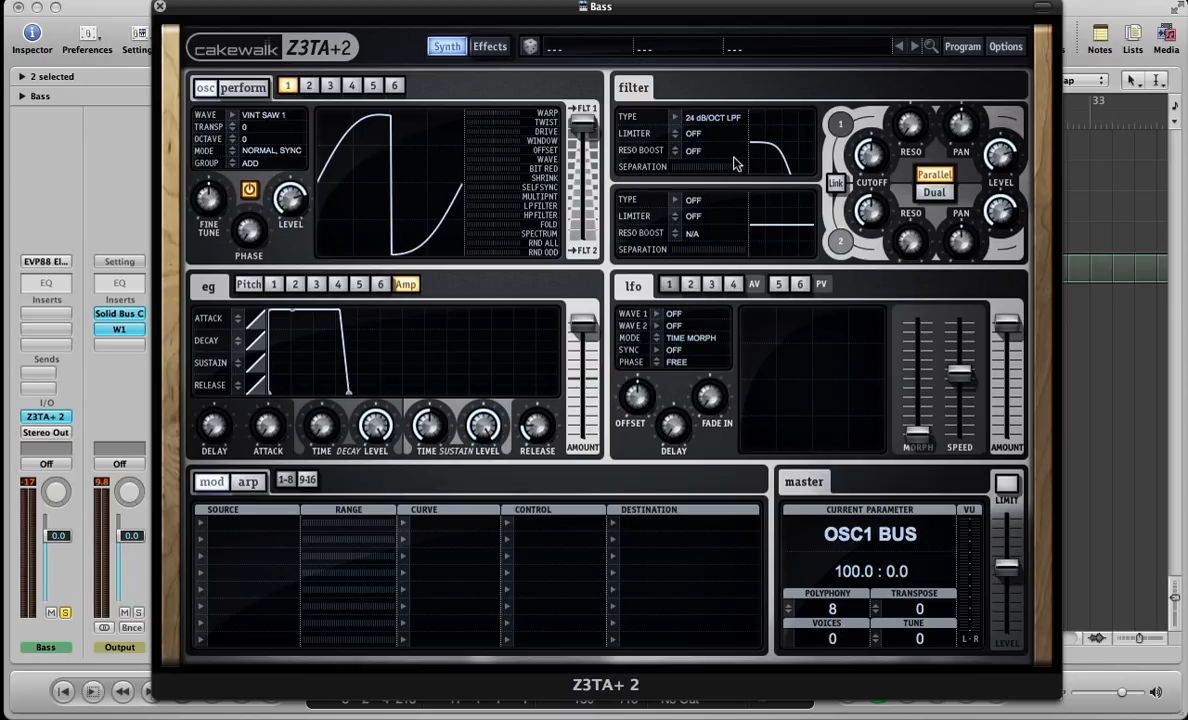 Bass
Inspector
Preferences
Notes
Lists
Media
2 selected
Bass
33
cakewalk Z3TA+2
Synth
Effects
---
---
---
Program
Options
osc
perform
1 2 3 4 5 6
WAVE VINT SAW 1
TRANSP 0
OCTAVE 0
MODE NORMAL, SYNC
GROUP ADD
FINE TUNE
PHASE
LEVEL
WARP
TWIST
DRIVE
WINDOW
OFFSET
WAVE
BIT RED
SHRINK
SELFSYNC
MULTIPNT
LPFILTER
HPFILTER
FOLD
SPECTRUM
RND ALL
RND ODD
FLT 1
FLT 2
filter
TYPE 24 dB/OCT LPF
LIMITER OFF
RESO BOOST OFF
SEPARATION
TYPE OFF
LIMITER OFF
RESO BOOST N/A
SEPARATION
1
RESO
PAN
Link
CUTOFF
Parallel
Dual
LEVEL
RESO
PAN
2
eg
Pitch 1 2 3 4 5 6 Amp
ATTACK
DECAY
SUSTAIN
RELEASE
DELAY
ATTACK
TIME DECAY LEVEL
TIME SUSTAIN LEVEL
RELEASE
AMOUNT
lfo
1 2 3 4 AV 5 6 PV
WAVE 1 OFF
WAVE 2 OFF
MODE TIME MORPH
SYNC OFF
PHASE FREE
OFFSET
FADE IN
DELAY
MORPH
SPEED
AMOUNT
mod
arp
1-8 9-16
SOURCE
RANGE
CURVE
CONTROL
DESTINATION
master
LIMIT
CURRENT PARAMETER
VU
OSC1 BUS
100.0 : 0.0
POLYPHONY
TRANSPOSE
8
0
VOICES
TUNE
0
0
L - R
LEVEL
EVP88 El...
Setting
EQ
EQ
Inserts
Inserts
Solid Bus C
W1
Sends
I/O
Z3TA+ 2
Stereo Out
Off
Off
-17
9.8
0.0
0.0
M S
M S
Bnce
Bass
Output
Z3TA+ 2